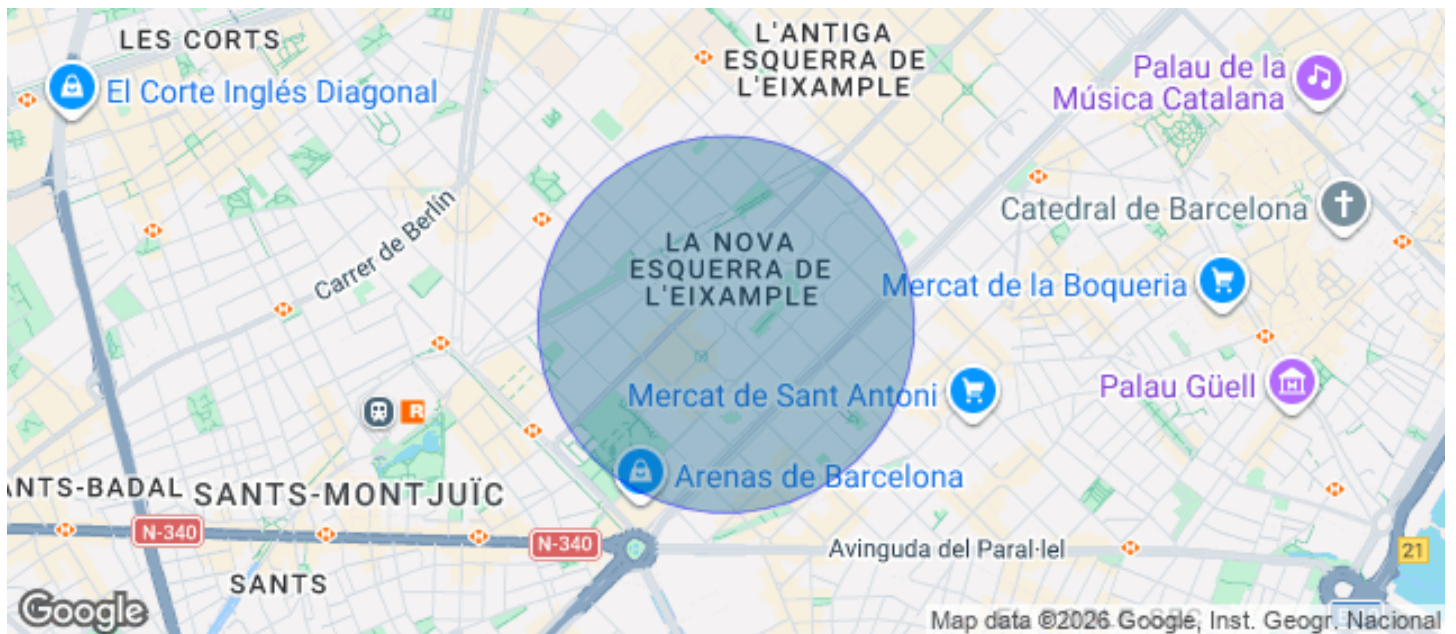 LES CORTS
El Corte Inglés Diagonal
L'ANTIGA
ESQUERRA DE
L'EIXAMPLE
Palau de la
Música Catalana
Carrer de Berlín
LA NOVA
ESQUERRA DE
L'EIXAMPLE
Catedral de Barcelona
Mercat de la Boqueria
Mercat de Sant Antoni
Palau Güell
R
Arenas de Barcelona
ANTS-BADAL
SANTS-MONTJUÏC
N-340
N-340
Avinguda del Paral·lel
21
SANTS
Google
Map data ©2026 Google, Inst. Geogr. Nacional